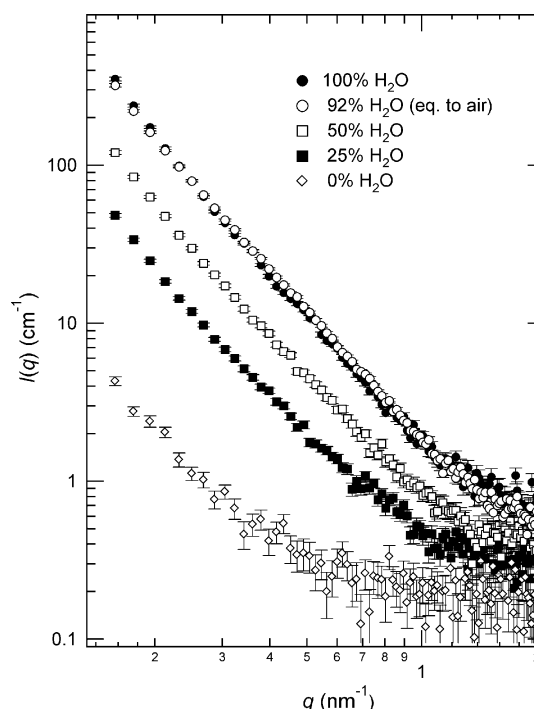 100
10
1
0.1
I(q) (cm⁻¹)
100% H₂O
92% H₂O (eq. to air)
50% H₂O
25% H₂O
0% H₂O
2 3 4 5 6 7 8 9 1
q (nm⁻¹)